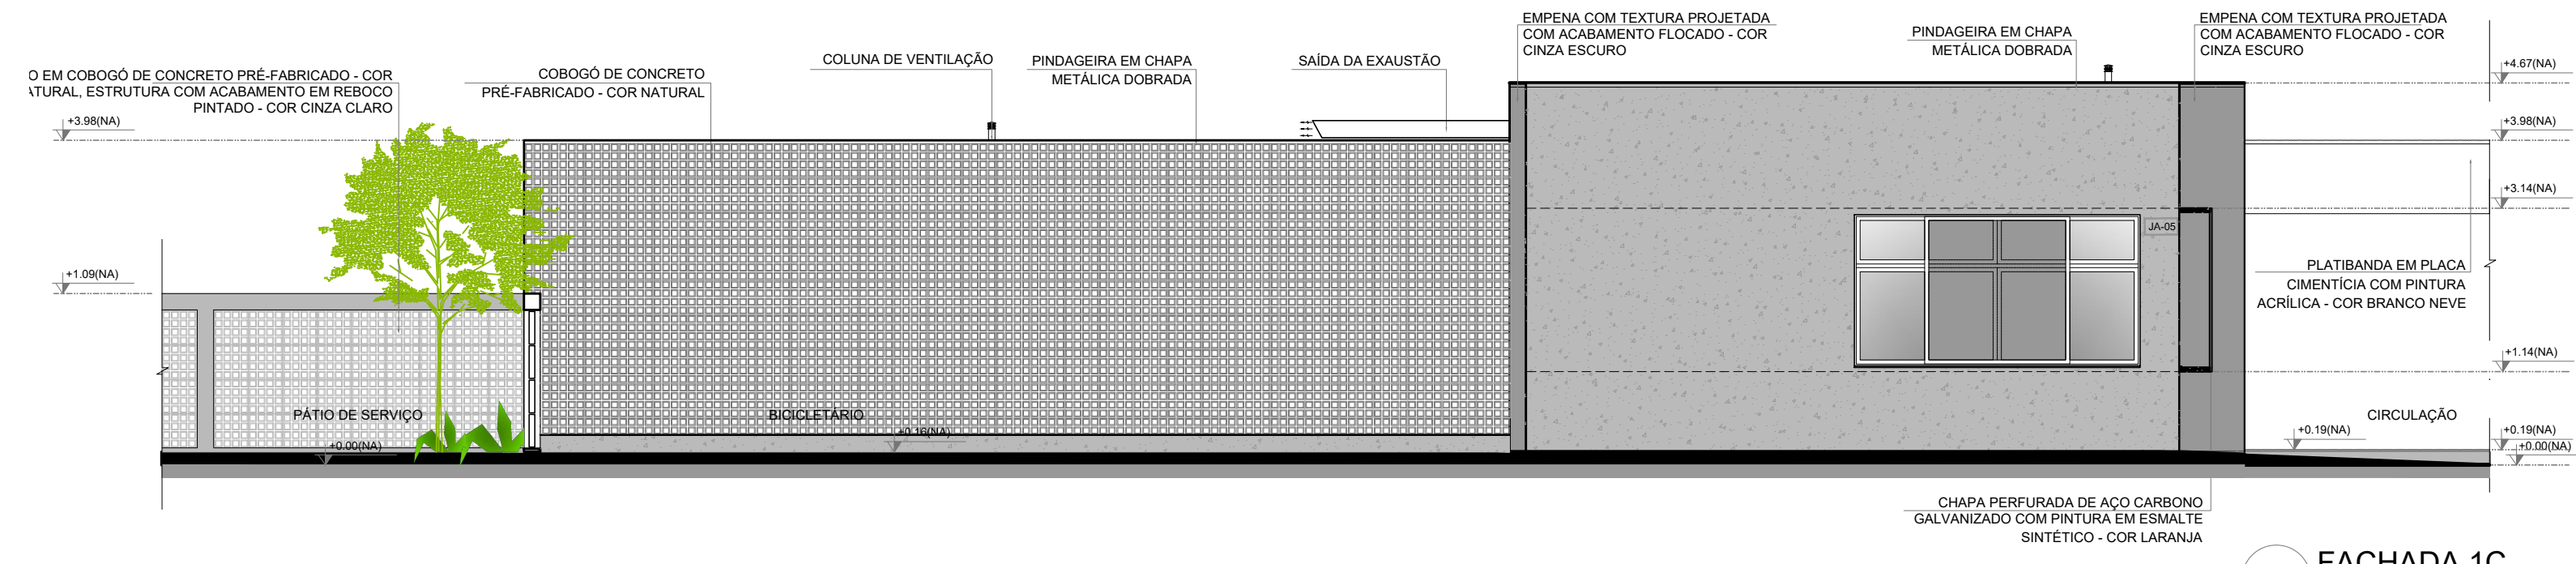 O EM COBOGÓ DE CONCRETO PRÉ-FABRICADO - COR
ATURAL, ESTRUTURA COM ACABAMENTO EM REBOCO
PINTADO - COR CINZA CLARO
COBOGÓ DE CONCRETO
PRÉ-FABRICADO - COR NATURAL
COLUNA DE VENTILAÇÃO
PINDAGEIRA EM CHAPA
METÁLICA DOBRADA
SAÍDA DA EXAUSTÃO
EMPENA COM TEXTURA PROJETADA
COM ACABAMENTO FLOCADO - COR
CINZA ESCURO
PINDAGEIRA EM CHAPA
METÁLICA DOBRADA
EMPENA COM TEXTURA PROJETADA
COM ACABAMENTO FLOCADO - COR
CINZA ESCURO
+4.67(NA)
+3.98(NA)
+3.98(NA)
+3.14(NA)
JA-05
+1.09(NA)
PLATIBANDA EM PLACA
CIMENTÍCIA COM PINTURA
ACRÍLICA - COR BRANCO NEVE
+1.14(NA)
PÁTIO DE SERVIÇO
BICICLETÁRIO
CIRCULAÇÃO
+0.00(NA)
+0.16(NA)
+0.19(NA)
+0.19(NA)
+0.00(NA)
CHAPA PERFURADA DE AÇO CARBONO
GALVANIZADO COM PINTURA EM ESMALTE
SINTÉTICO - COR LARANJA
FACHADA 1C